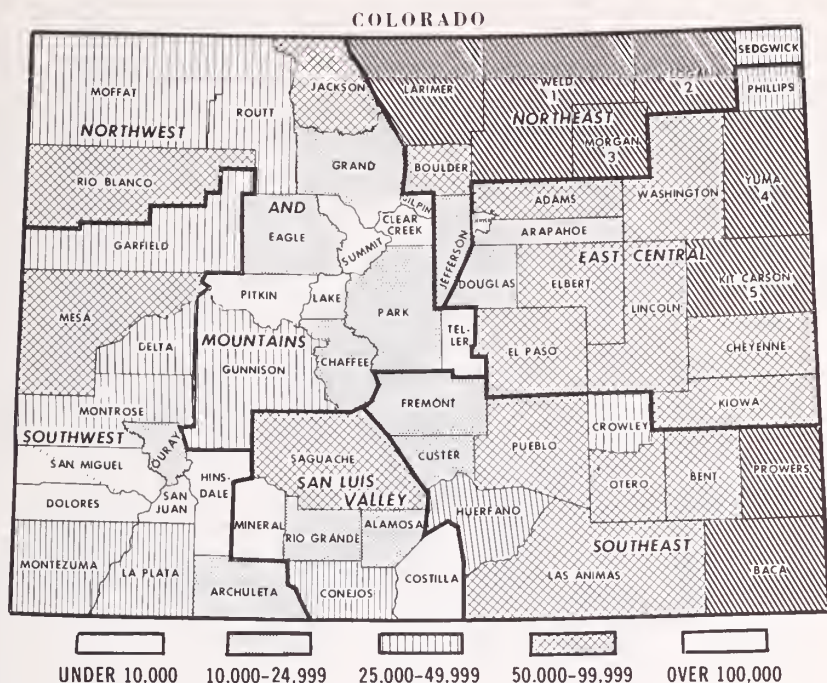 COLORADO
SEDGWICK
MOFFAT
JACKSON
LARIMER
WELD
1
2
PHILLIPS
NORTHWEST
ROUTT
NORTHEAST
MORGAN
3
GRAND
BOULDER
RIO BLANCO
WASHINGTON
YUMA
4
ADAMS
GILPIN
AND
CLEAR
CREEK
ARAPAHOE
EAGLE
GARFIELD
SUMMIT
JEFFERSON
EAST CENTRAL
DOUGLAS
ELBERT
KIT CARSON
5
PITKIN
LAKE
LINCOLN
MESA
PARK
MOUNTAINS
TEL-
LER
DELTA
CHAFFEE
EL PASO
CHEYENNE
GUNNISON
MONTROSE
FREMONT
KIOWA
SOUTHWEST
OURAY
CROWLEY
CUSTER
PUEBLO
SAN MIGUEL
SAGUACHE
HINS-
DALE
SAN LUIS
VALLEY
OTERO
BENT
PROWERS
DOLORES
SAN
JUAN
MINERAL
RIO GRANDE
ALAMOSA
HUERFANO
SOUTHEAST
MONTEZUMA
LA PLATA
ARCHULETA
CONEJOS
COSTILLA
LAS ANIMAS
BACA
UNDER 10,000
10,000-24,999
25,000-49,999
50,000-99,999
OVER 100,000